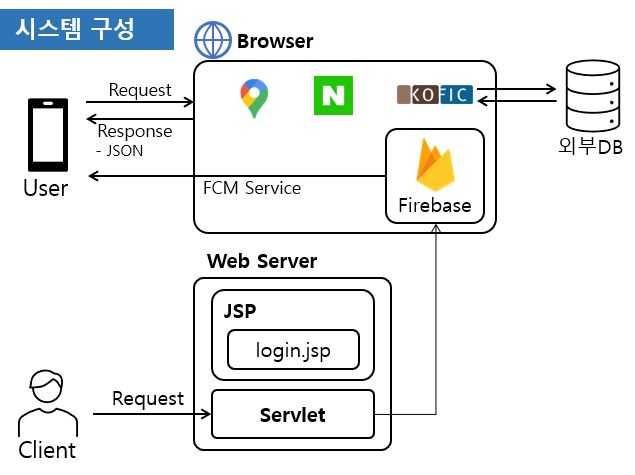 시스템 구성
Browser
Request
N
KOFIC
Response
- JSON
외부DB
User
FCM Service
Firebase
Web Server
JSP
login.jsp
Request
Servlet
Client